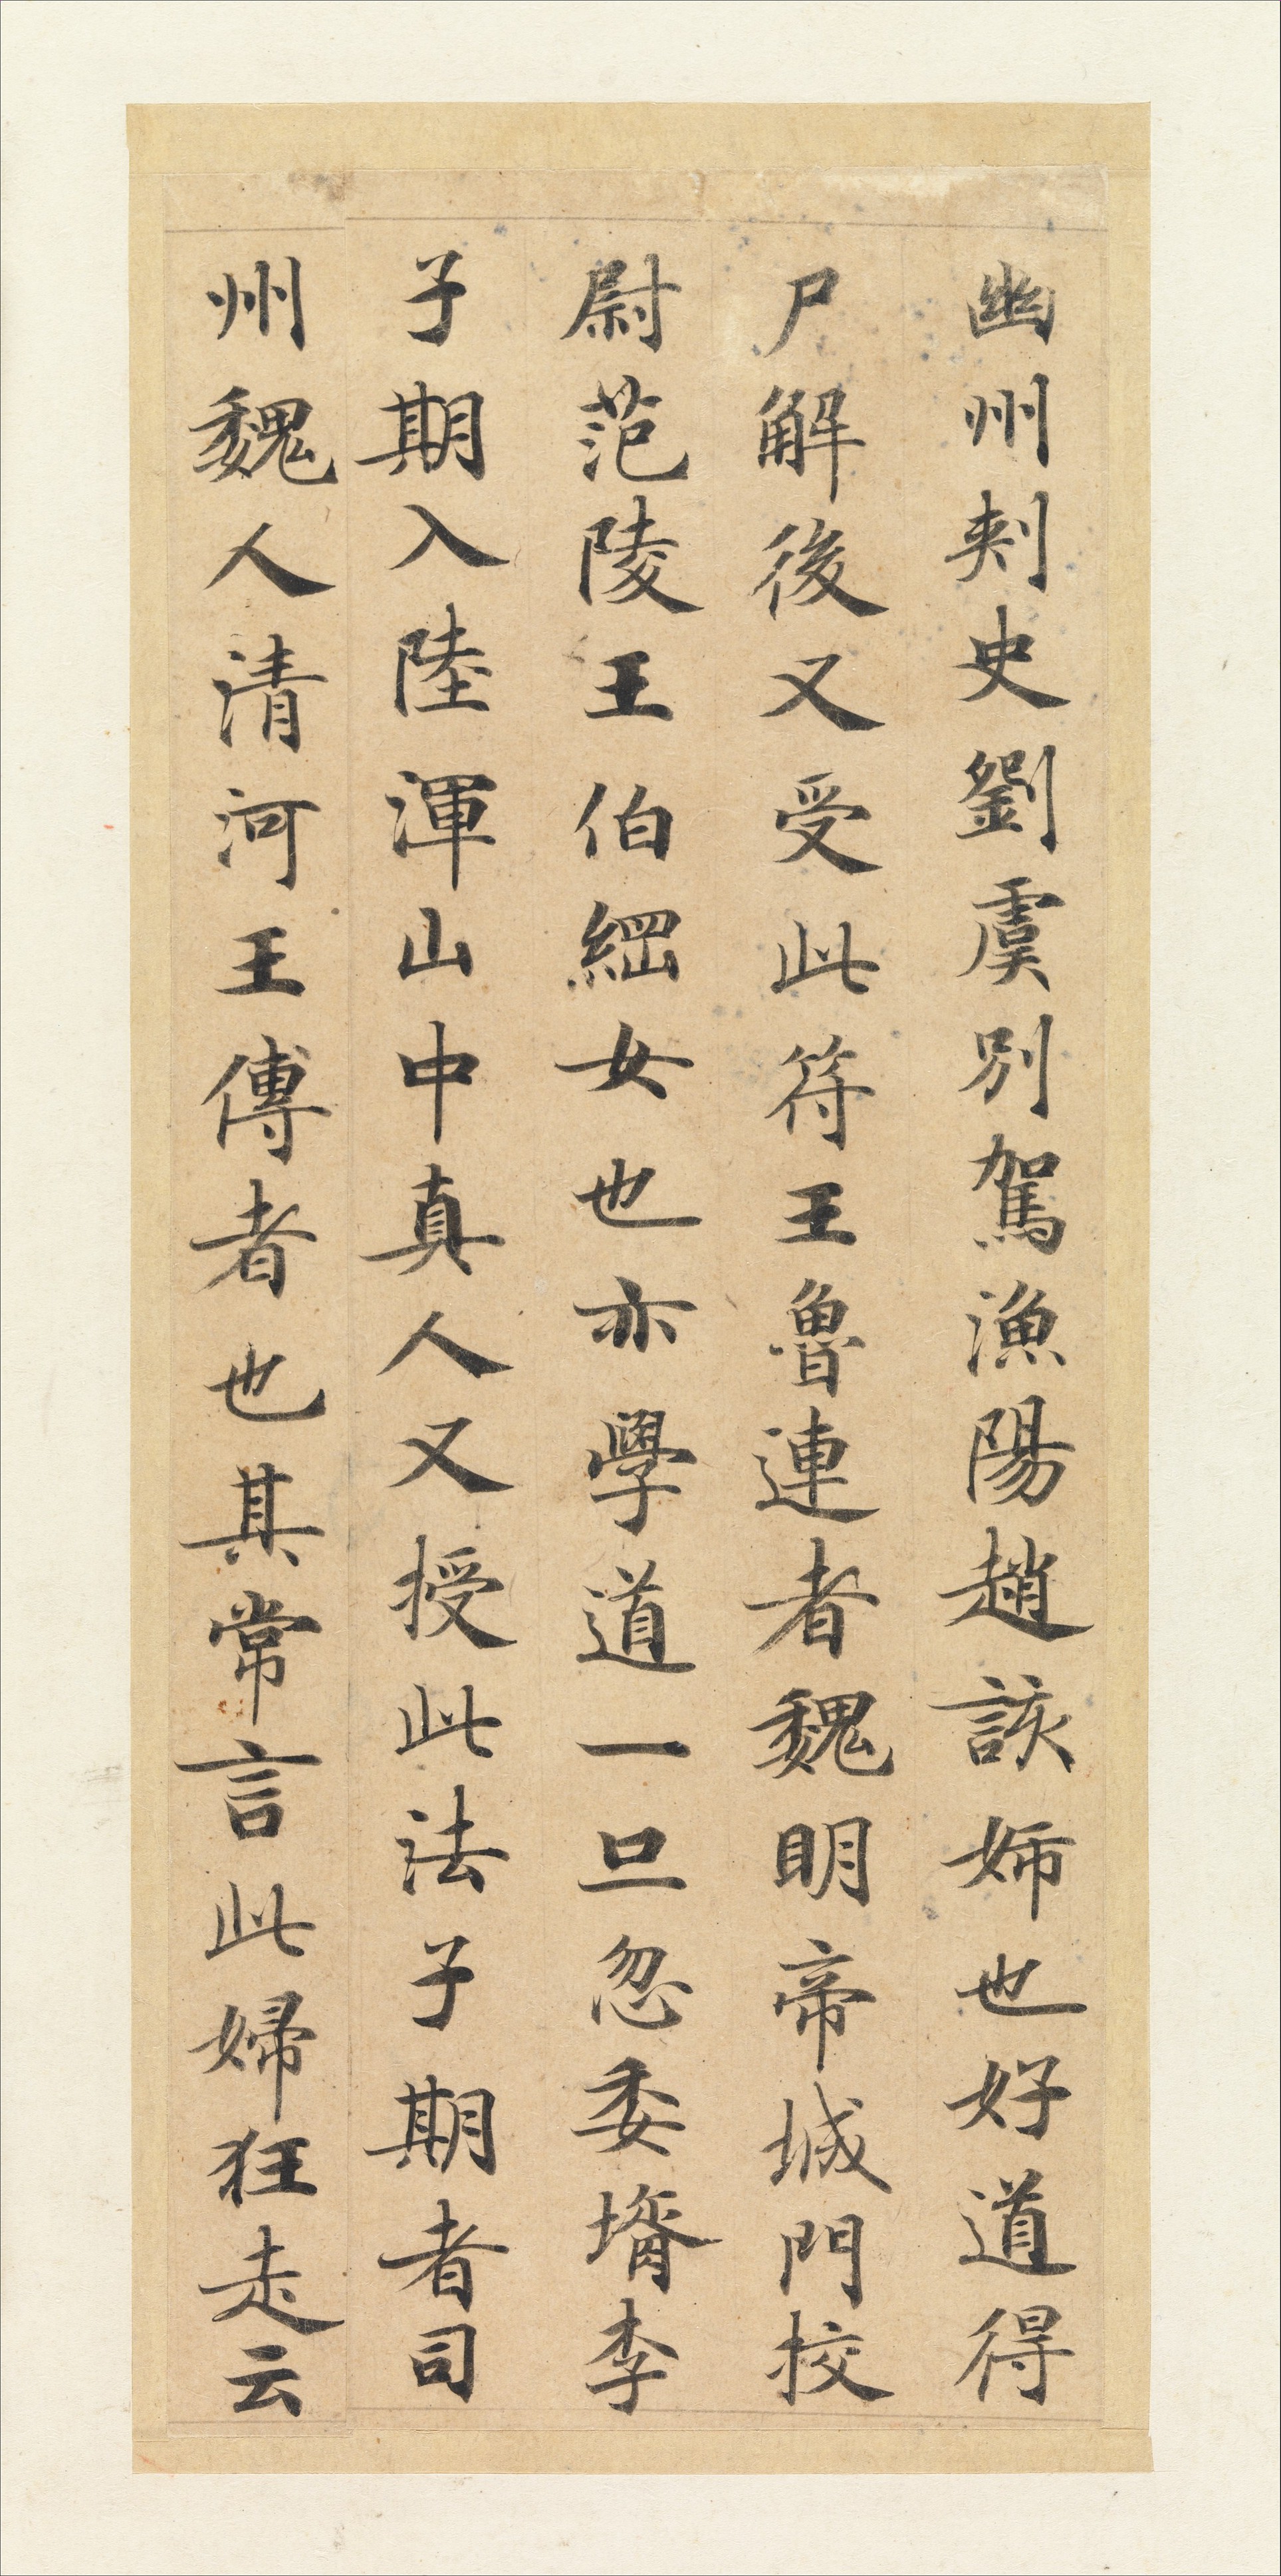 幽州刺史劉虞別駕漁陽趙該姊也好道得
尸解後又受此符王魯連者魏明帝城門校
尉范陵王伯綱女也亦學道一旦忽委壻李
子期入陸渾山中真人又授此法子期者司
州魏人清河王傅者也其常言此婦狂走云